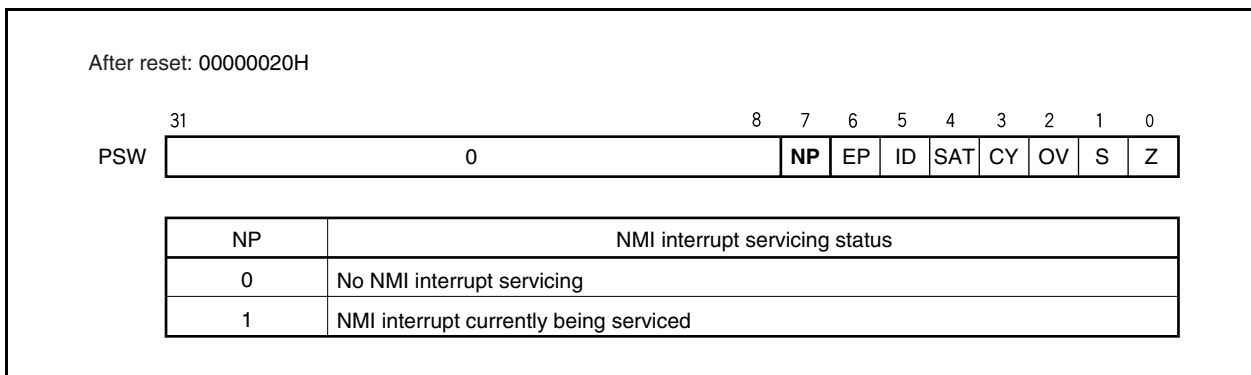 After reset: 00000020H
31 8 7 6 5 4 3 2 1 0
PSW 0 NP EP ID SAT CY OV S Z
NP NMI interrupt servicing status
0 No NMI interrupt servicing
1 NMI interrupt currently being serviced